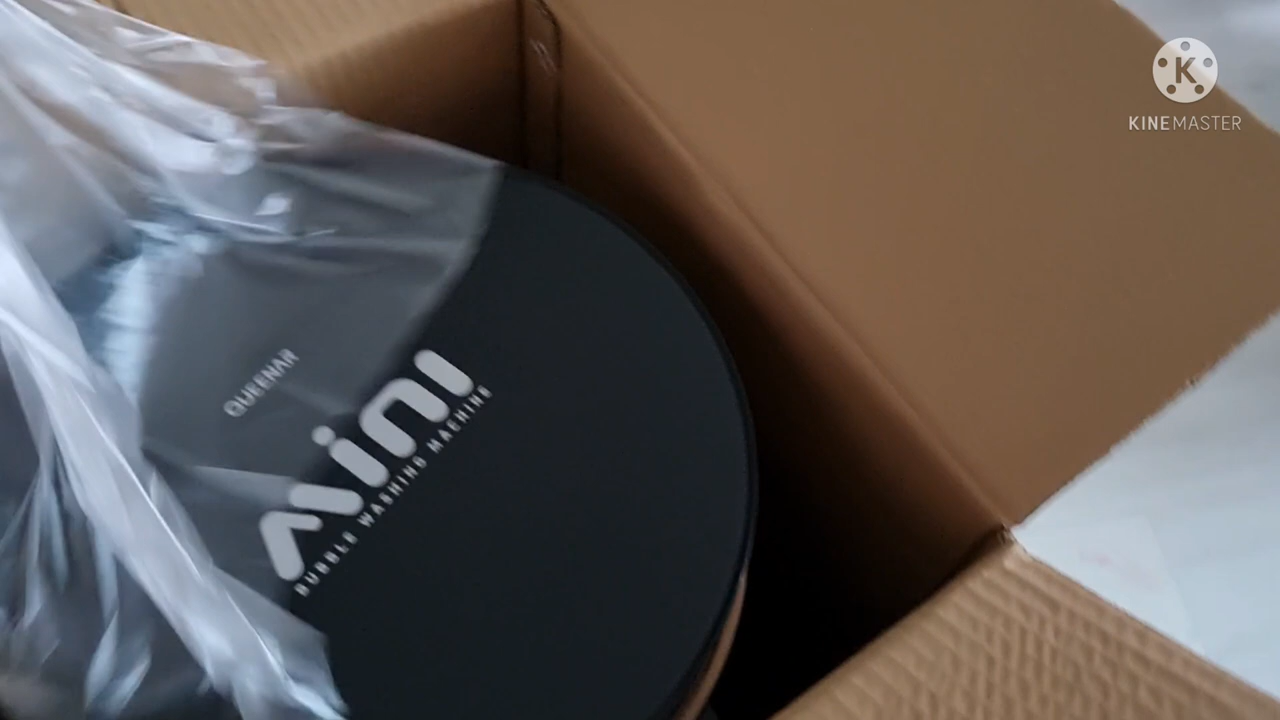 QUEENAR
Mini
BUBBLE WASHING MACHINE
K
KINEMASTER